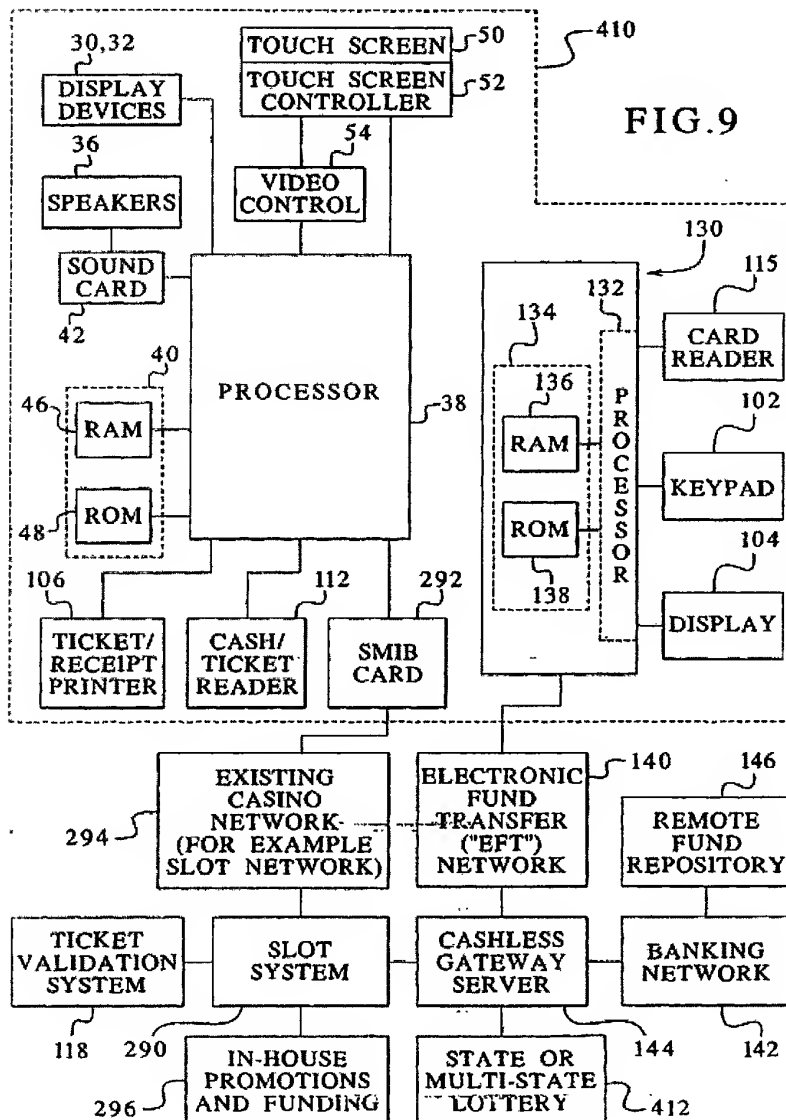 30,32
DISPLAY
DEVICES
TOUCH SCREEN
50
TOUCH SCREEN
CONTROLLER
52
410
FIG.9
36
SPEAKERS
54
VIDEO
CONTROL
SOUND
CARD
42
130
115
CARD
READER
132
134
40
PROCESSOR
38
46
RAM
136
RAM
PROCESSOR
102
KEYPAD
48
ROM
ROM
138
104
DISPLAY
106
TICKET/
RECEIPT
PRINTER
112
CASH/
TICKET
READER
292
SMIB
CARD
294
EXISTING
CASINO
NETWORK
(FOR EXAMPLE
SLOT NETWORK)
ELECTRONIC
FUND
TRANSFER
("EFT")
NETWORK
140
146
REMOTE
FUND
REPOSITORY
TICKET
VALIDATION
SYSTEM
118
SLOT
SYSTEM
290
CASHLESS
GATEWAY
SERVER
144
BANKING
NETWORK
142
296
IN-HOUSE
PROMOTIONS
AND FUNDING
STATE OR
MULTI-STATE
LOTTERY
412